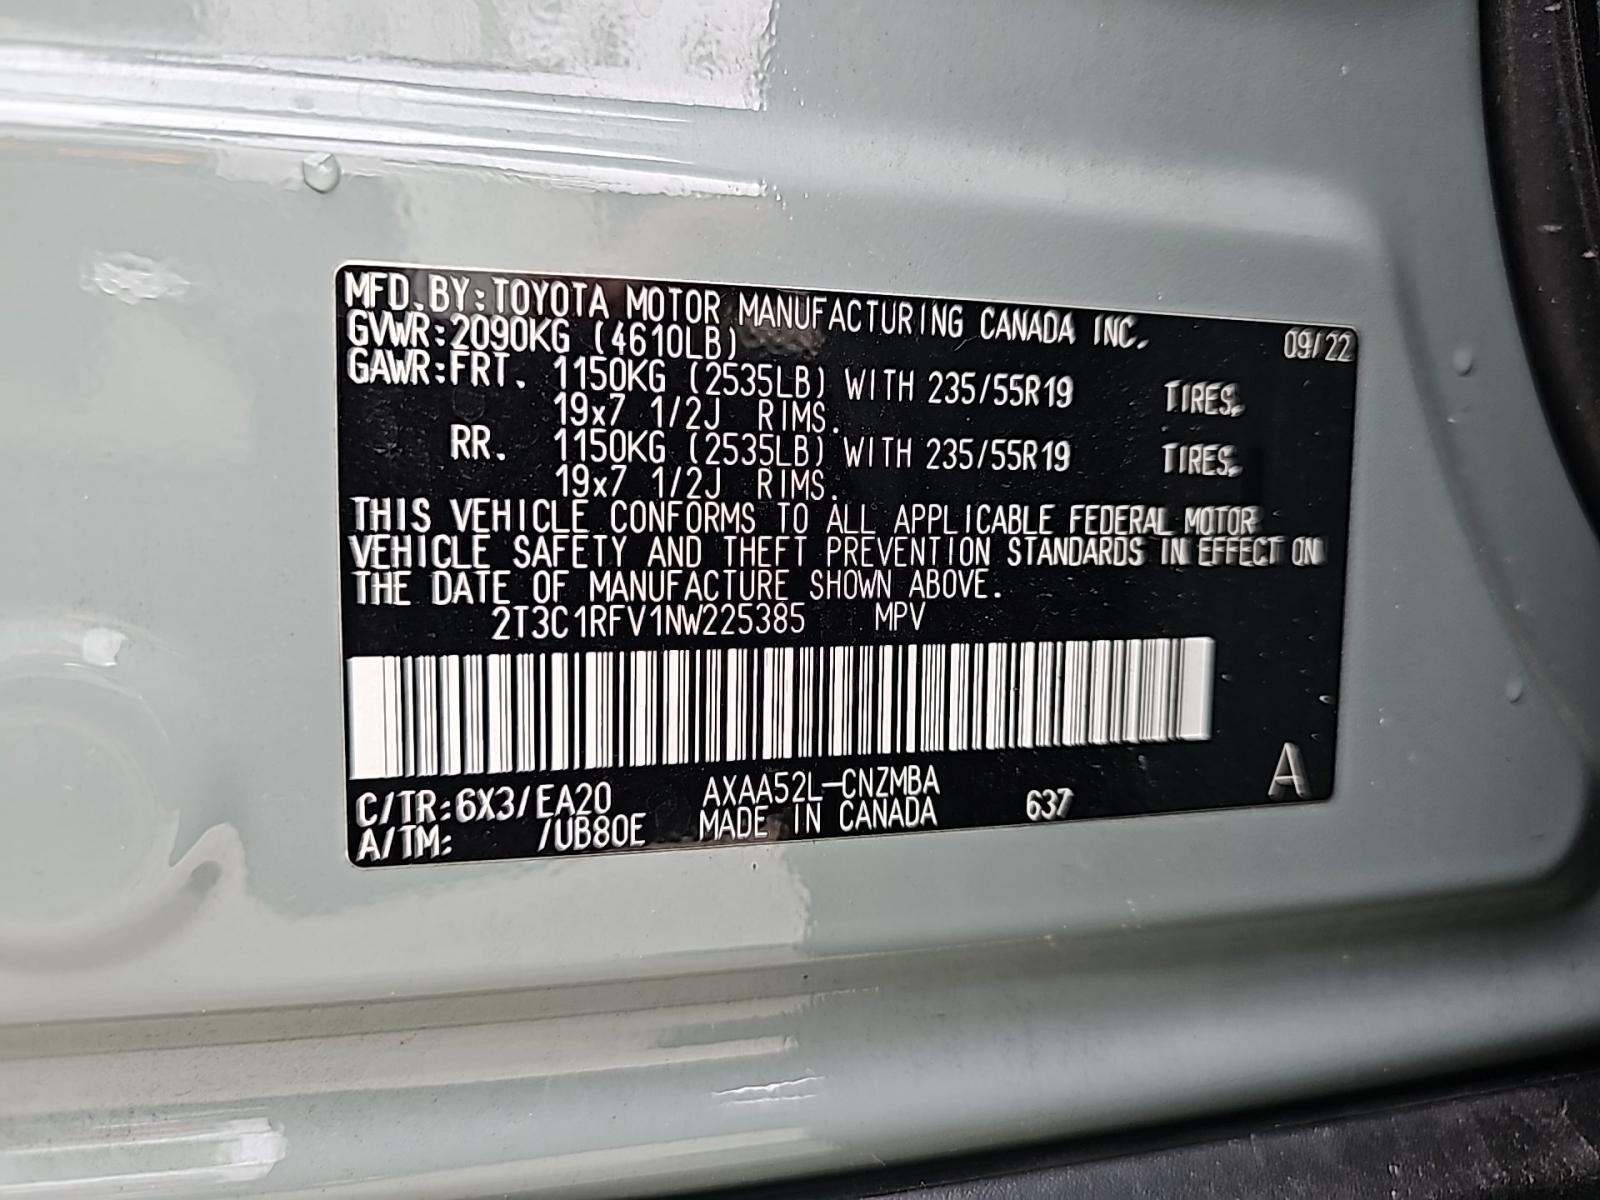 MFD.BY:TOYOTA MOTOR MANUFACTURING CANADA INC.
GVWR:2090KG (4610LB) 09/22
GAWR:FRT. 1150KG (2535LB) WITH 235/55R19 TIRES,
19x7 1/2J RIMS.
RR. 1150KG (2535LB) WITH 235/55R19 TIRES,
19x7 1/2J RIMS.
THIS VEHICLE CONFORMS TO ALL APPLICABLE FEDERAL MOTOR
VEHICLE SAFETY AND THEFT PREVENTION STANDARDS IN EFFECT ON
THE DATE OF MANUFACTURE SHOWN ABOVE.
2T3C1RFV1NW225385 MPV
A
C/TR:6X3/EA20 AXAA52L-CNZMBA 637
A/TM: /UB80E MADE IN CANADA